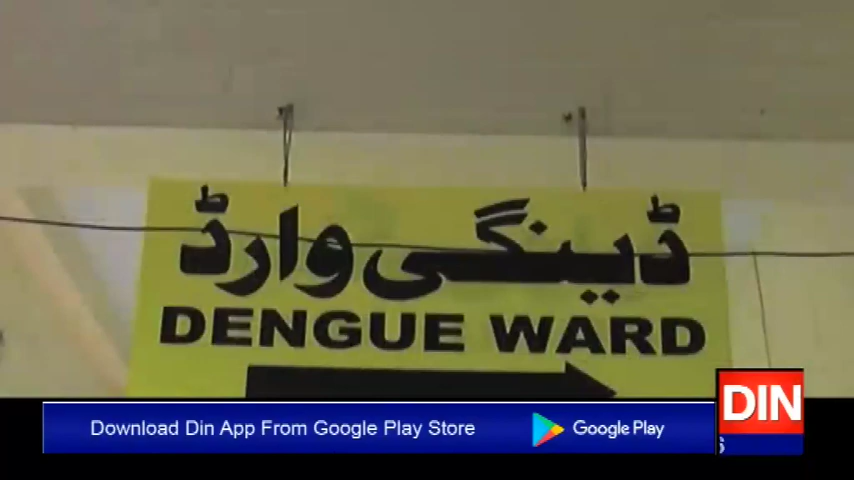 ڈینگی وارڈ
DENGUE WARD
Download Din App From Google Play Store
Google Play
DIN
S